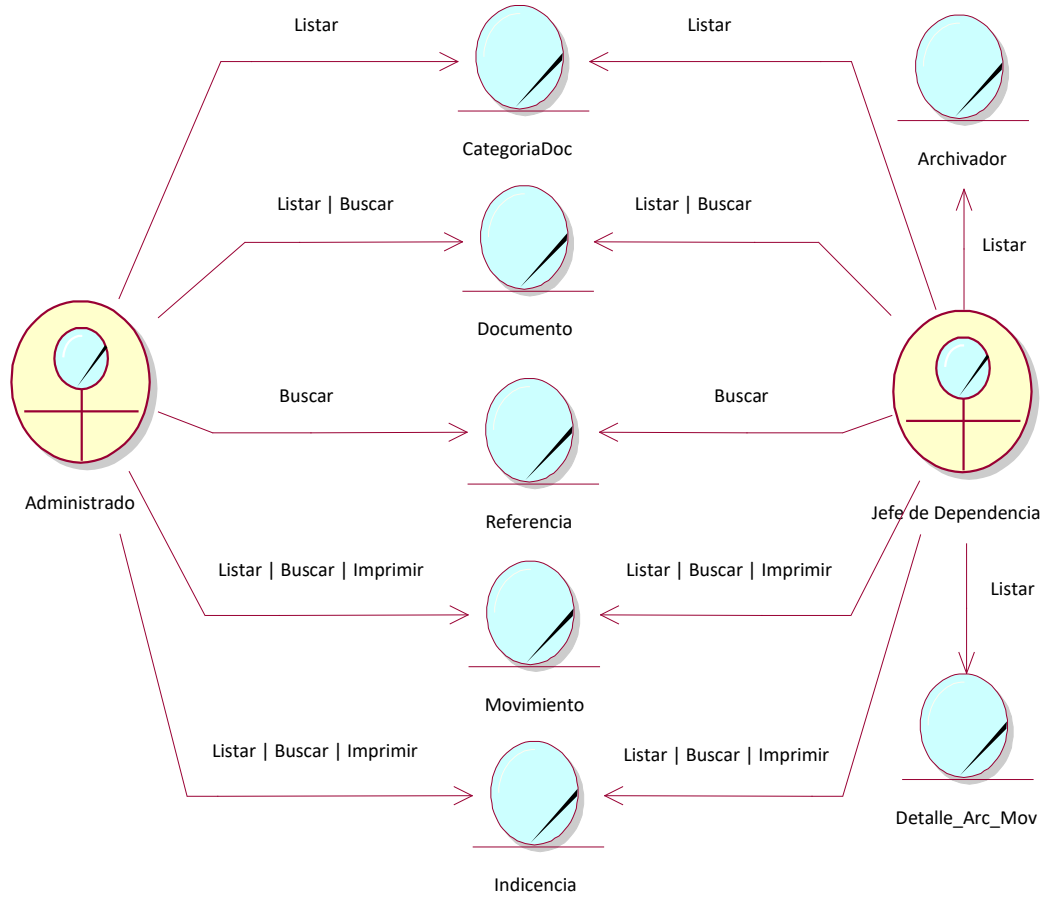 Listar
Listar
CategoriaDoc
Archivador
Listar | Buscar
Listar | Buscar
Listar
Documento
Buscar
Buscar
Administrado
Referencia
Jefe de Dependencia
Listar | Buscar | Imprimir
Listar | Buscar | Imprimir
Listar
Movimiento
Listar | Buscar | Imprimir
Listar | Buscar | Imprimir
Detalle_Arc_Mov
Indicencia